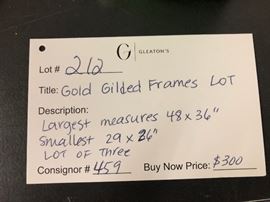 G | GLEATON'S
Lot # 212
Title: Gold Gilded Frames LOT
Description:
Largest measures 48 x 36"
Smallest 29 x 26"
LOT OF Three
Consignor # 459 Buy Now Price: $300